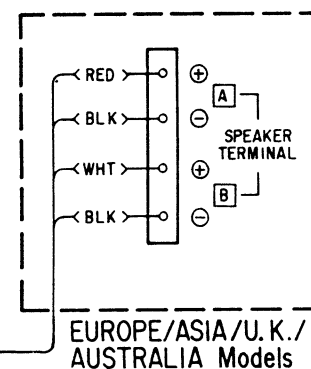 RED ⊕
A
BLK ⊖
SPEAKER
TERMINAL
WHT ⊕
B
BLK ⊖
EUROPE/ASIA/U.K./
AUSTRALIA Models